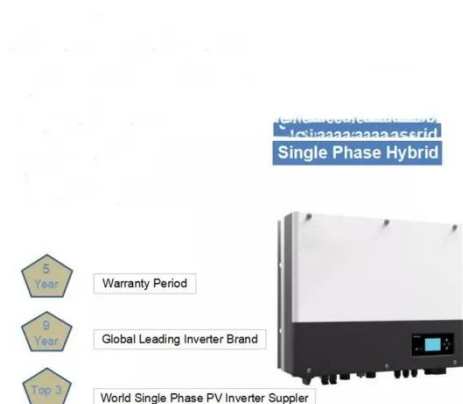 Single Phase Hybrid
5
Year
Warranty Period
9
Year
Global Leading Inverter Brand
Top 3
World Single Phase PV Inverter Suppler